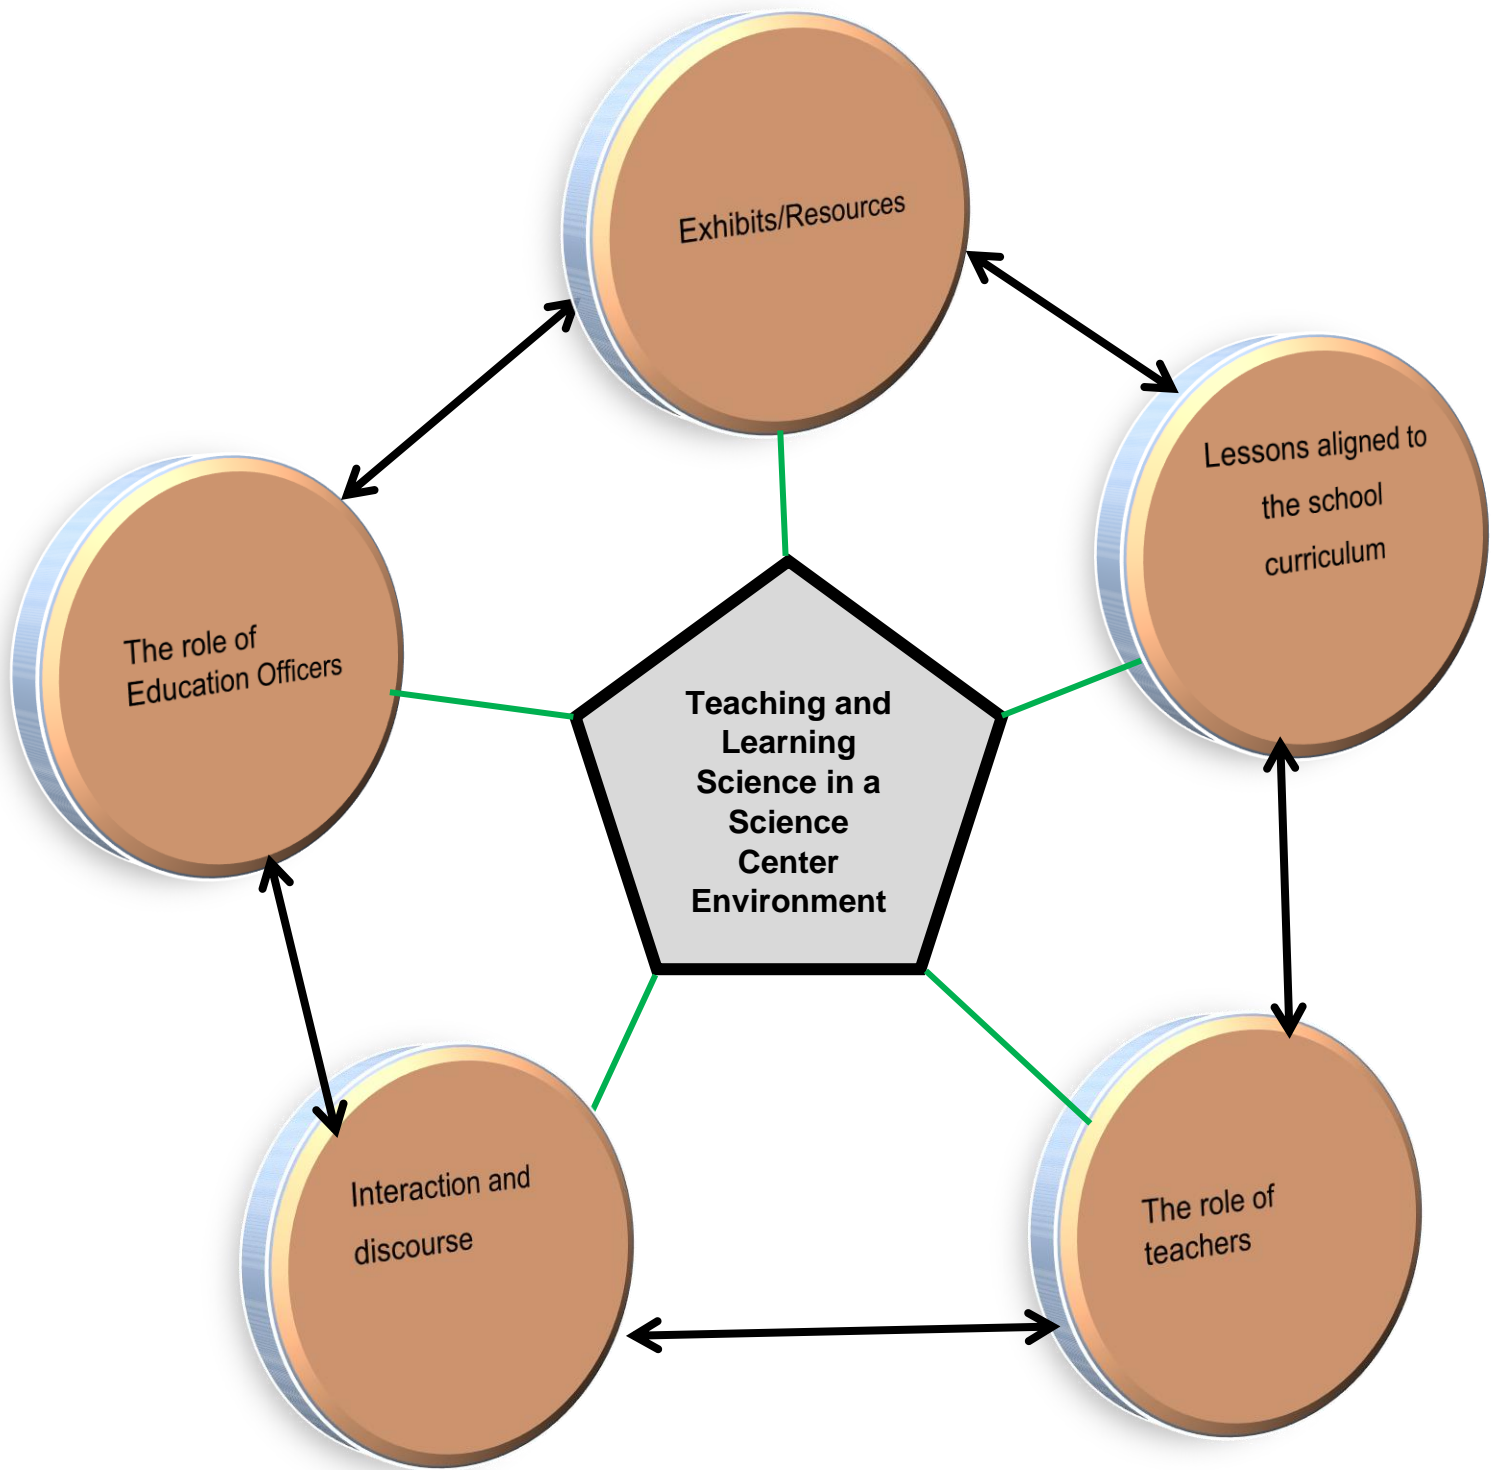 Exhibits/Resources
Lessons aligned to
the school
curriculum
The role of
Education Officers
Teaching and
Learning
Science in a
Science
Center
Environment
Interaction and
discourse
The role of
teachers